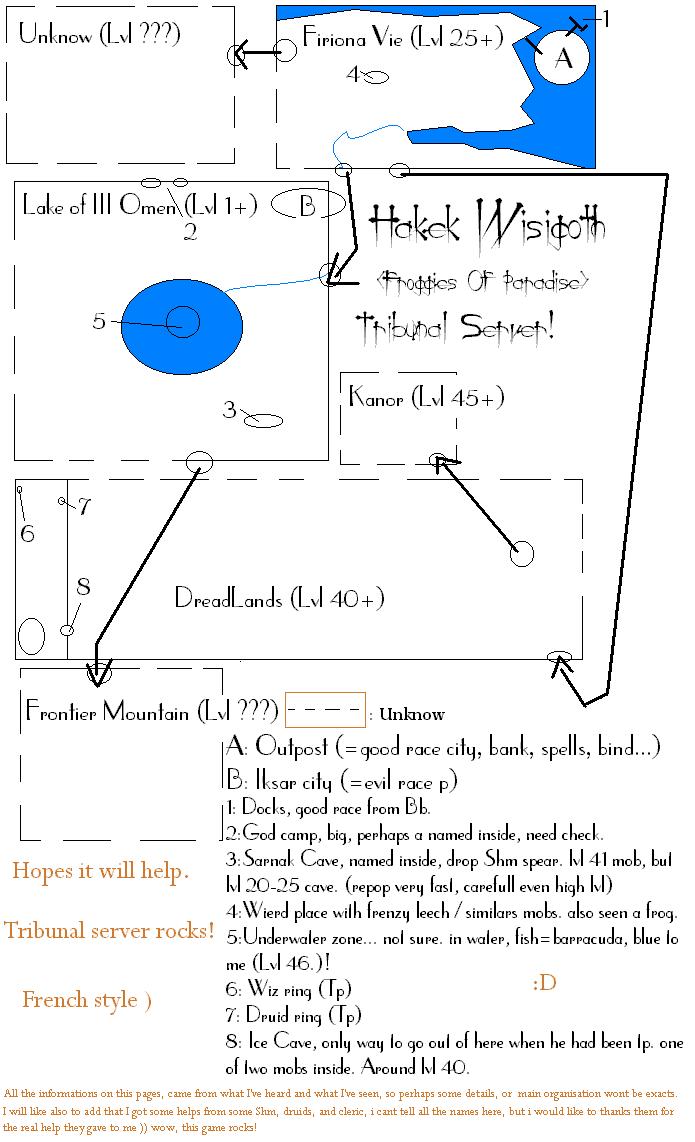 Unknow (Lvl ???)
Firiona Vie (Lvl 25+)
1
A
4
Lake of Ill Omen (Lvl 1+)
B
2
Hakek Wisigoth
<Froggies Of Paradise>
Tribunal Server!
5
3
Kanor (Lvl 45+)
6
7
8
DreadLands (Lvl 40+)
Frontier Mountain (Lvl ???)
: Unknow
A: Outpost (=good race city, bank, spells, bind...)
B: Iksar city (=evil race p)
1: Docks, good race from Bb.
2:God camp, big, perhaps a named inside, need check.
3:Sarnak Cave, named inside, drop Shm spear. lvl 41 mob, but
lvl 20-25 cave. (repop very fast, carefull even high lvl)
4:Wierd place with frenzy leech / similars mobs. also seen a frog.
5:Underwater zone... not sure. in water, fish=barracuda, blue to
me (Lvl 46.)!
6: Wiz ring (Tp)
7: Druid ring (Tp)
8: Ice Cave, only way to go out of here when he had been tp. one
of two mobs inside. Around lvl 40.
Hopes it will help.
Tribunal server rocks!
French style )
:D
All the informations on this pages, came from what I've heard and what I've seen, so perhaps some details, or main organisation wont be exacts.
I will like also to add that I got some helps from some Shm, druids, and cleric, i cant tell all the names here, but i would like to thanks them for
the real help they gave to me )) wow, this game rocks!